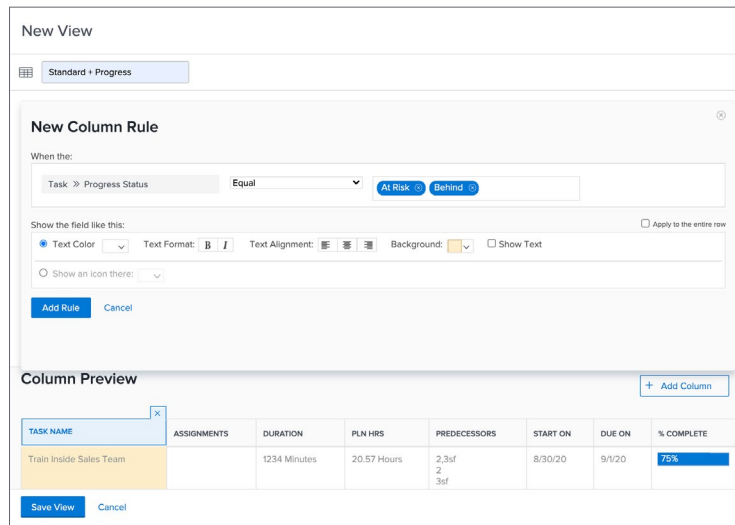 New View
Standard + Progress
New Column Rule
When the:
Task >> Progress Status Equal At Risk Behind
Show the field like this: Apply to the entire row
Text Color Text Format: B I Text Alignment: Background: Show Text
Show an icon there:
Add Rule Cancel
Column Preview
+ Add Column
TASK NAME ASSIGNMENTS DURATION PLN HRS PREDECESSORS START ON DUE ON % COMPLETE
Train Inside Sales Team 1234 Minutes 20.57 Hours 2,3sf 8/30/20 9/1/20 75%
2
3sf
Save View Cancel